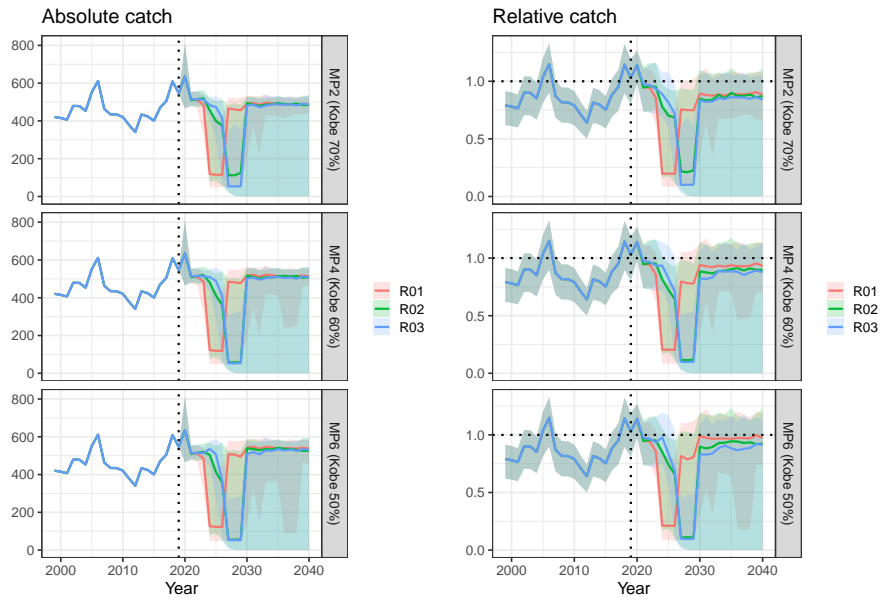 Absolute catch
800
600
400
200
0
MP2 (Kobe 70%)
800
600
400
200
0
MP4 (Kobe 60%)
800
600
400
200
0
MP6 (Kobe 50%)
2000 2010 2020 2030 2040
Year
R01
R02
R03
Relative catch
1.0
0.5
0.0
MP2 (Kobe 70%)
1.0
0.5
0.0
MP4 (Kobe 60%)
1.0
0.5
0.0
MP6 (Kobe 50%)
2000 2010 2020 2030 2040
Year
R01
R02
R03